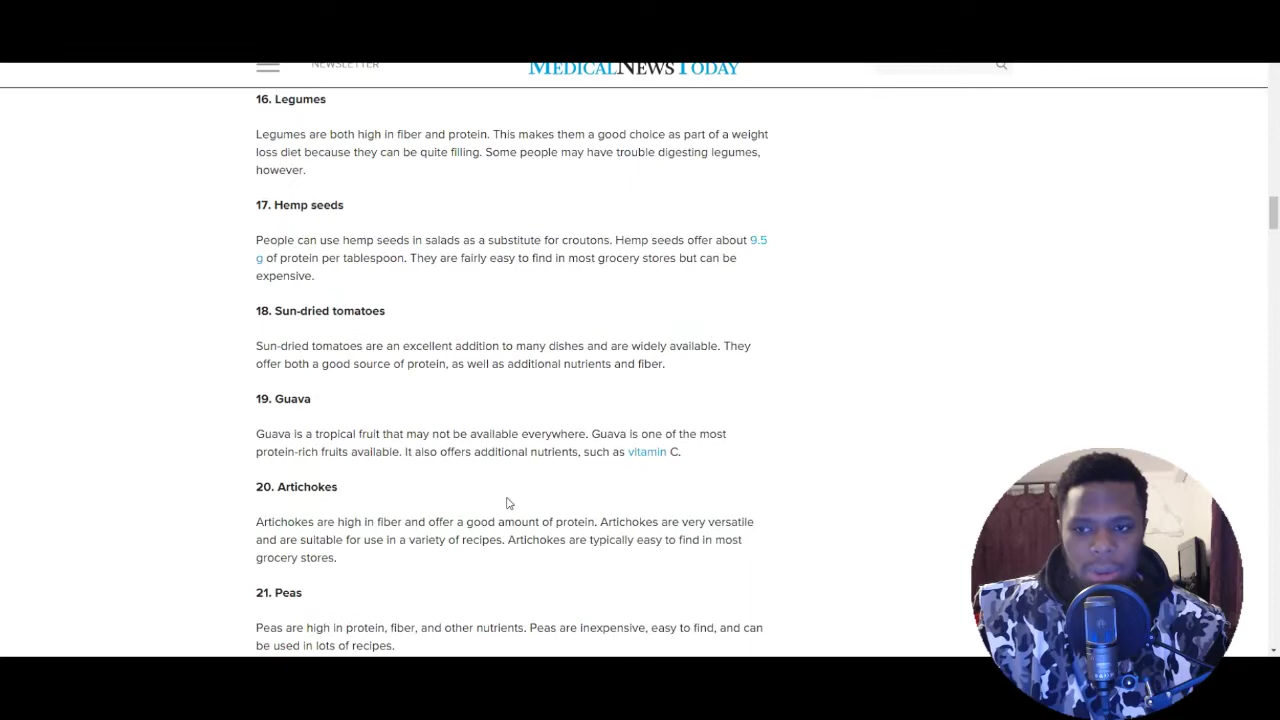 NEWSLETTER
MEDICALNEWSTODAY
16. Legumes
Legumes are both high in fiber and protein. This makes them a good choice as part of a weight
loss diet because they can be quite filling. Some people may have trouble digesting legumes,
however.
17. Hemp seeds
People can use hemp seeds in salads as a substitute for croutons. Hemp seeds offer about 9.5
g of protein per tablespoon. They are fairly easy to find in most grocery stores but can be
expensive.
18. Sun-dried tomatoes
Sun-dried tomatoes are an excellent addition to many dishes and are widely available. They
offer both a good source of protein, as well as additional nutrients and fiber.
19. Guava
Guava is a tropical fruit that may not be available everywhere. Guava is one of the most
protein-rich fruits available. It also offers additional nutrients, such as vitamin C.
20. Artichokes
Artichokes are high in fiber and offer a good amount of protein. Artichokes are very versatile
and are suitable for use in a variety of recipes. Artichokes are typically easy to find in most
grocery stores.
21. Peas
Peas are high in protein, fiber, and other nutrients. Peas are inexpensive, easy to find, and can
be used in lots of recipes.